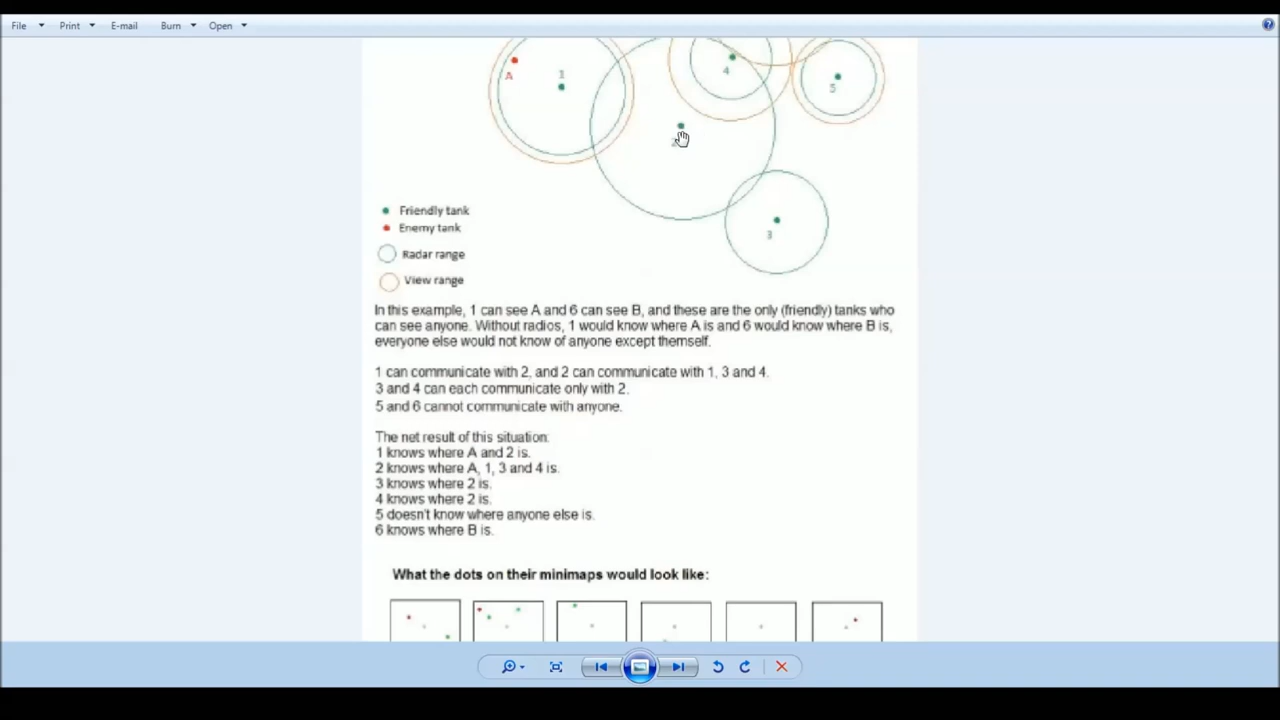 File Print E-mail Burn Open
A
1
4
5
2
3
Friendly tank
Enemy tank
Radar range
View range
In this example, 1 can see A and 6 can see B, and these are the only (friendly) tanks who
can see anyone. Without radios, 1 would know where A is and 6 would know where B is,
everyone else would not know of anyone except themself.
1 can communicate with 2, and 2 can communicate with 1, 3 and 4.
3 and 4 can each communicate only with 2.
5 and 6 cannot communicate with anyone.
The net result of this situation:
1 knows where A and 2 is.
2 knows where A, 1, 3 and 4 is.
3 knows where 2 is.
4 knows where 2 is.
5 doesn't know where anyone else is.
6 knows where B is.
What the dots on their minimaps would look like: